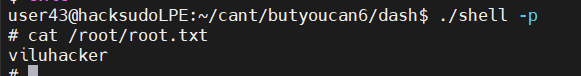 user43@hacksudoLPE:~/cant/butyoucan6/dash$ ./shell -p
# cat /root/root.txt
viluhacker
#